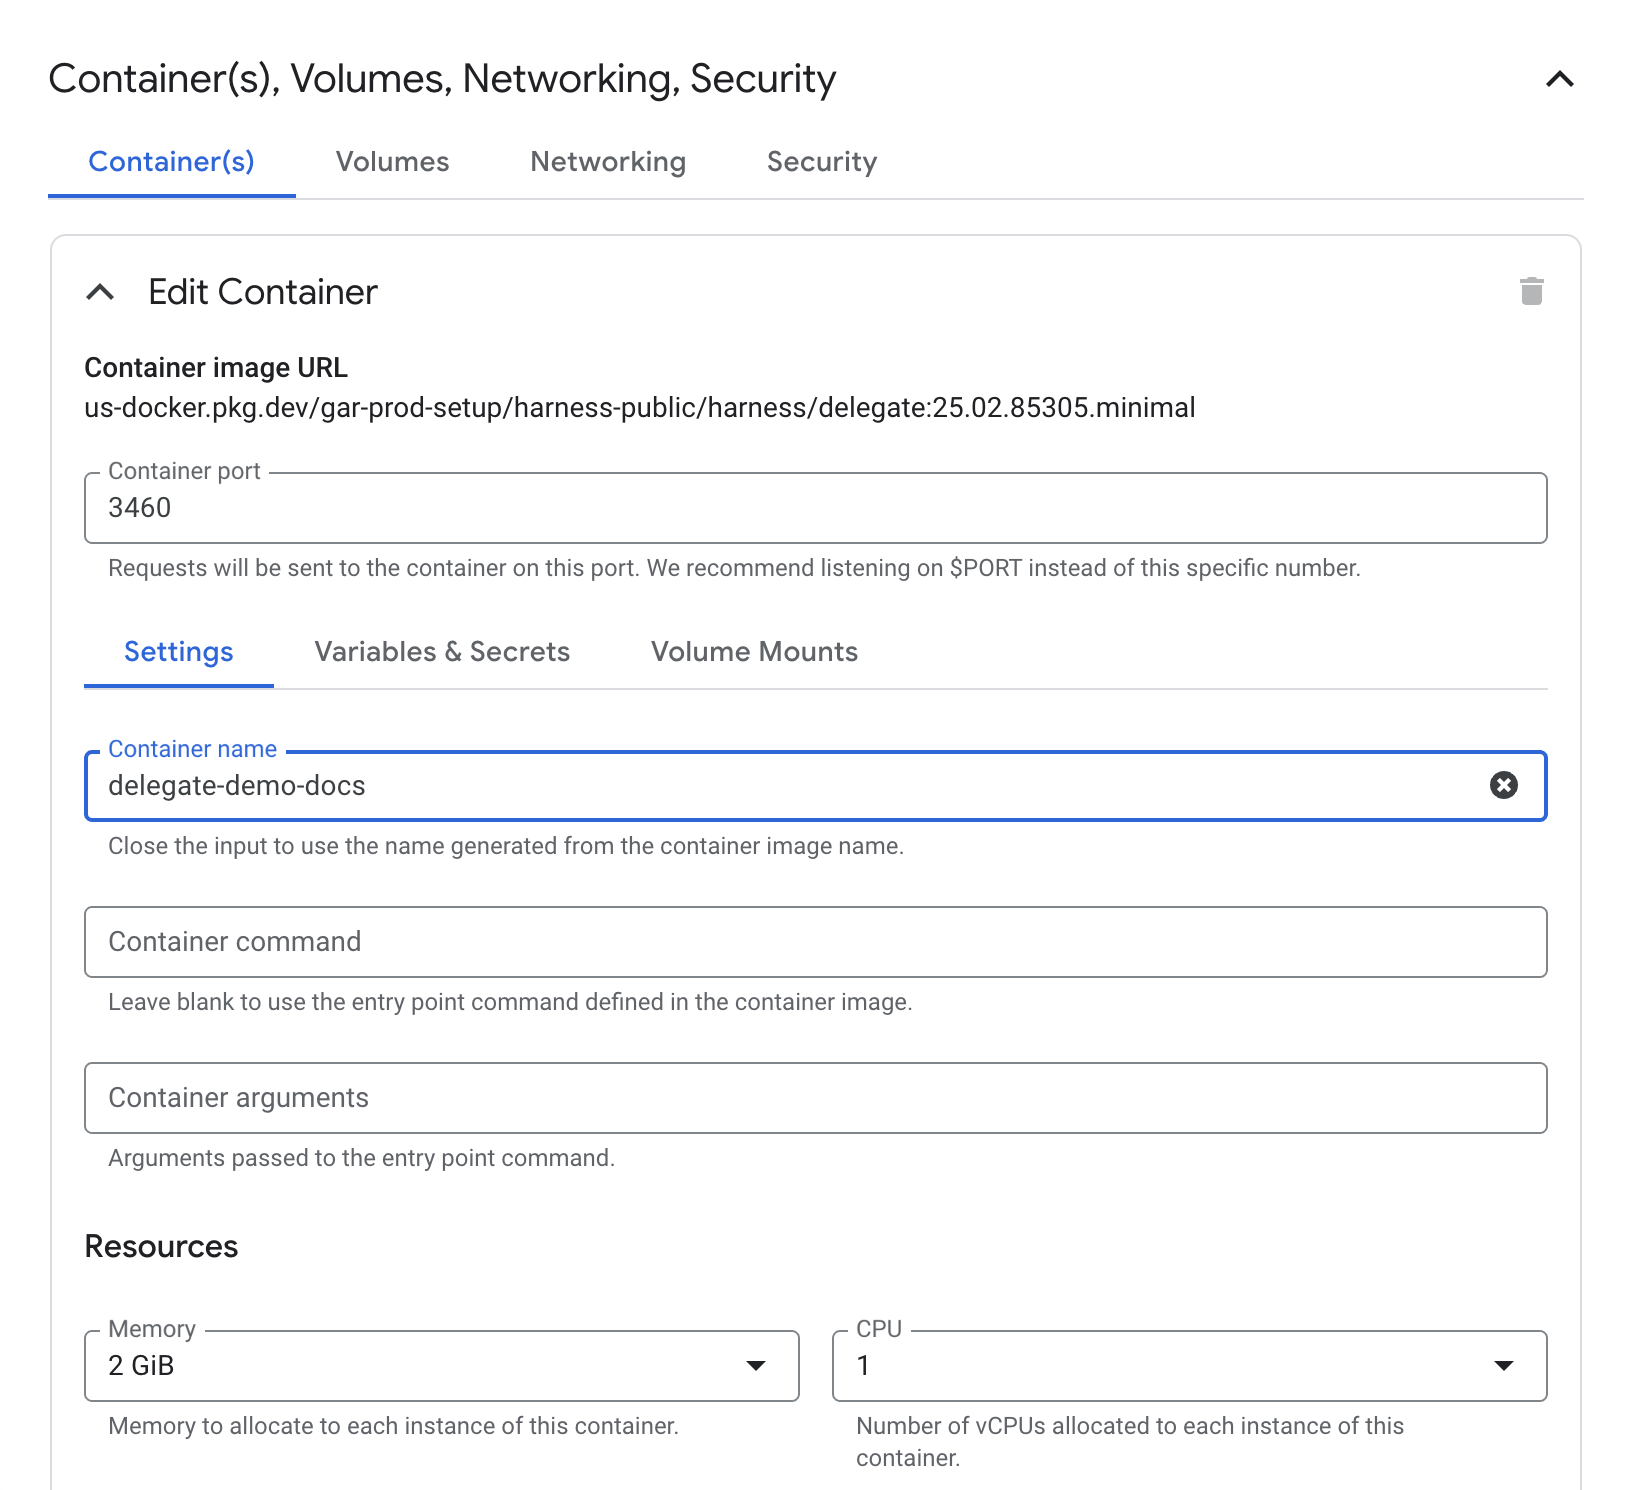 Container(s), Volumes, Networking, Security
Container(s) Volumes Networking Security
Edit Container
Container image URL
us-docker.pkg.dev/gar-prod-setup/harness-public/harness/delegate:25.02.85305.minimal
Container port
3460
Requests will be sent to the container on this port. We recommend listening on $PORT instead of this specific number.
Settings Variables & Secrets Volume Mounts
Container name
delegate-demo-docs
Close the input to use the name generated from the container image name.
Container command
Leave blank to use the entry point command defined in the container image.
Container arguments
Arguments passed to the entry point command.
Resources
Memory
2 GiB
Memory to allocate to each instance of this container.
CPU
1
Number of vCPUs allocated to each instance of this
container.